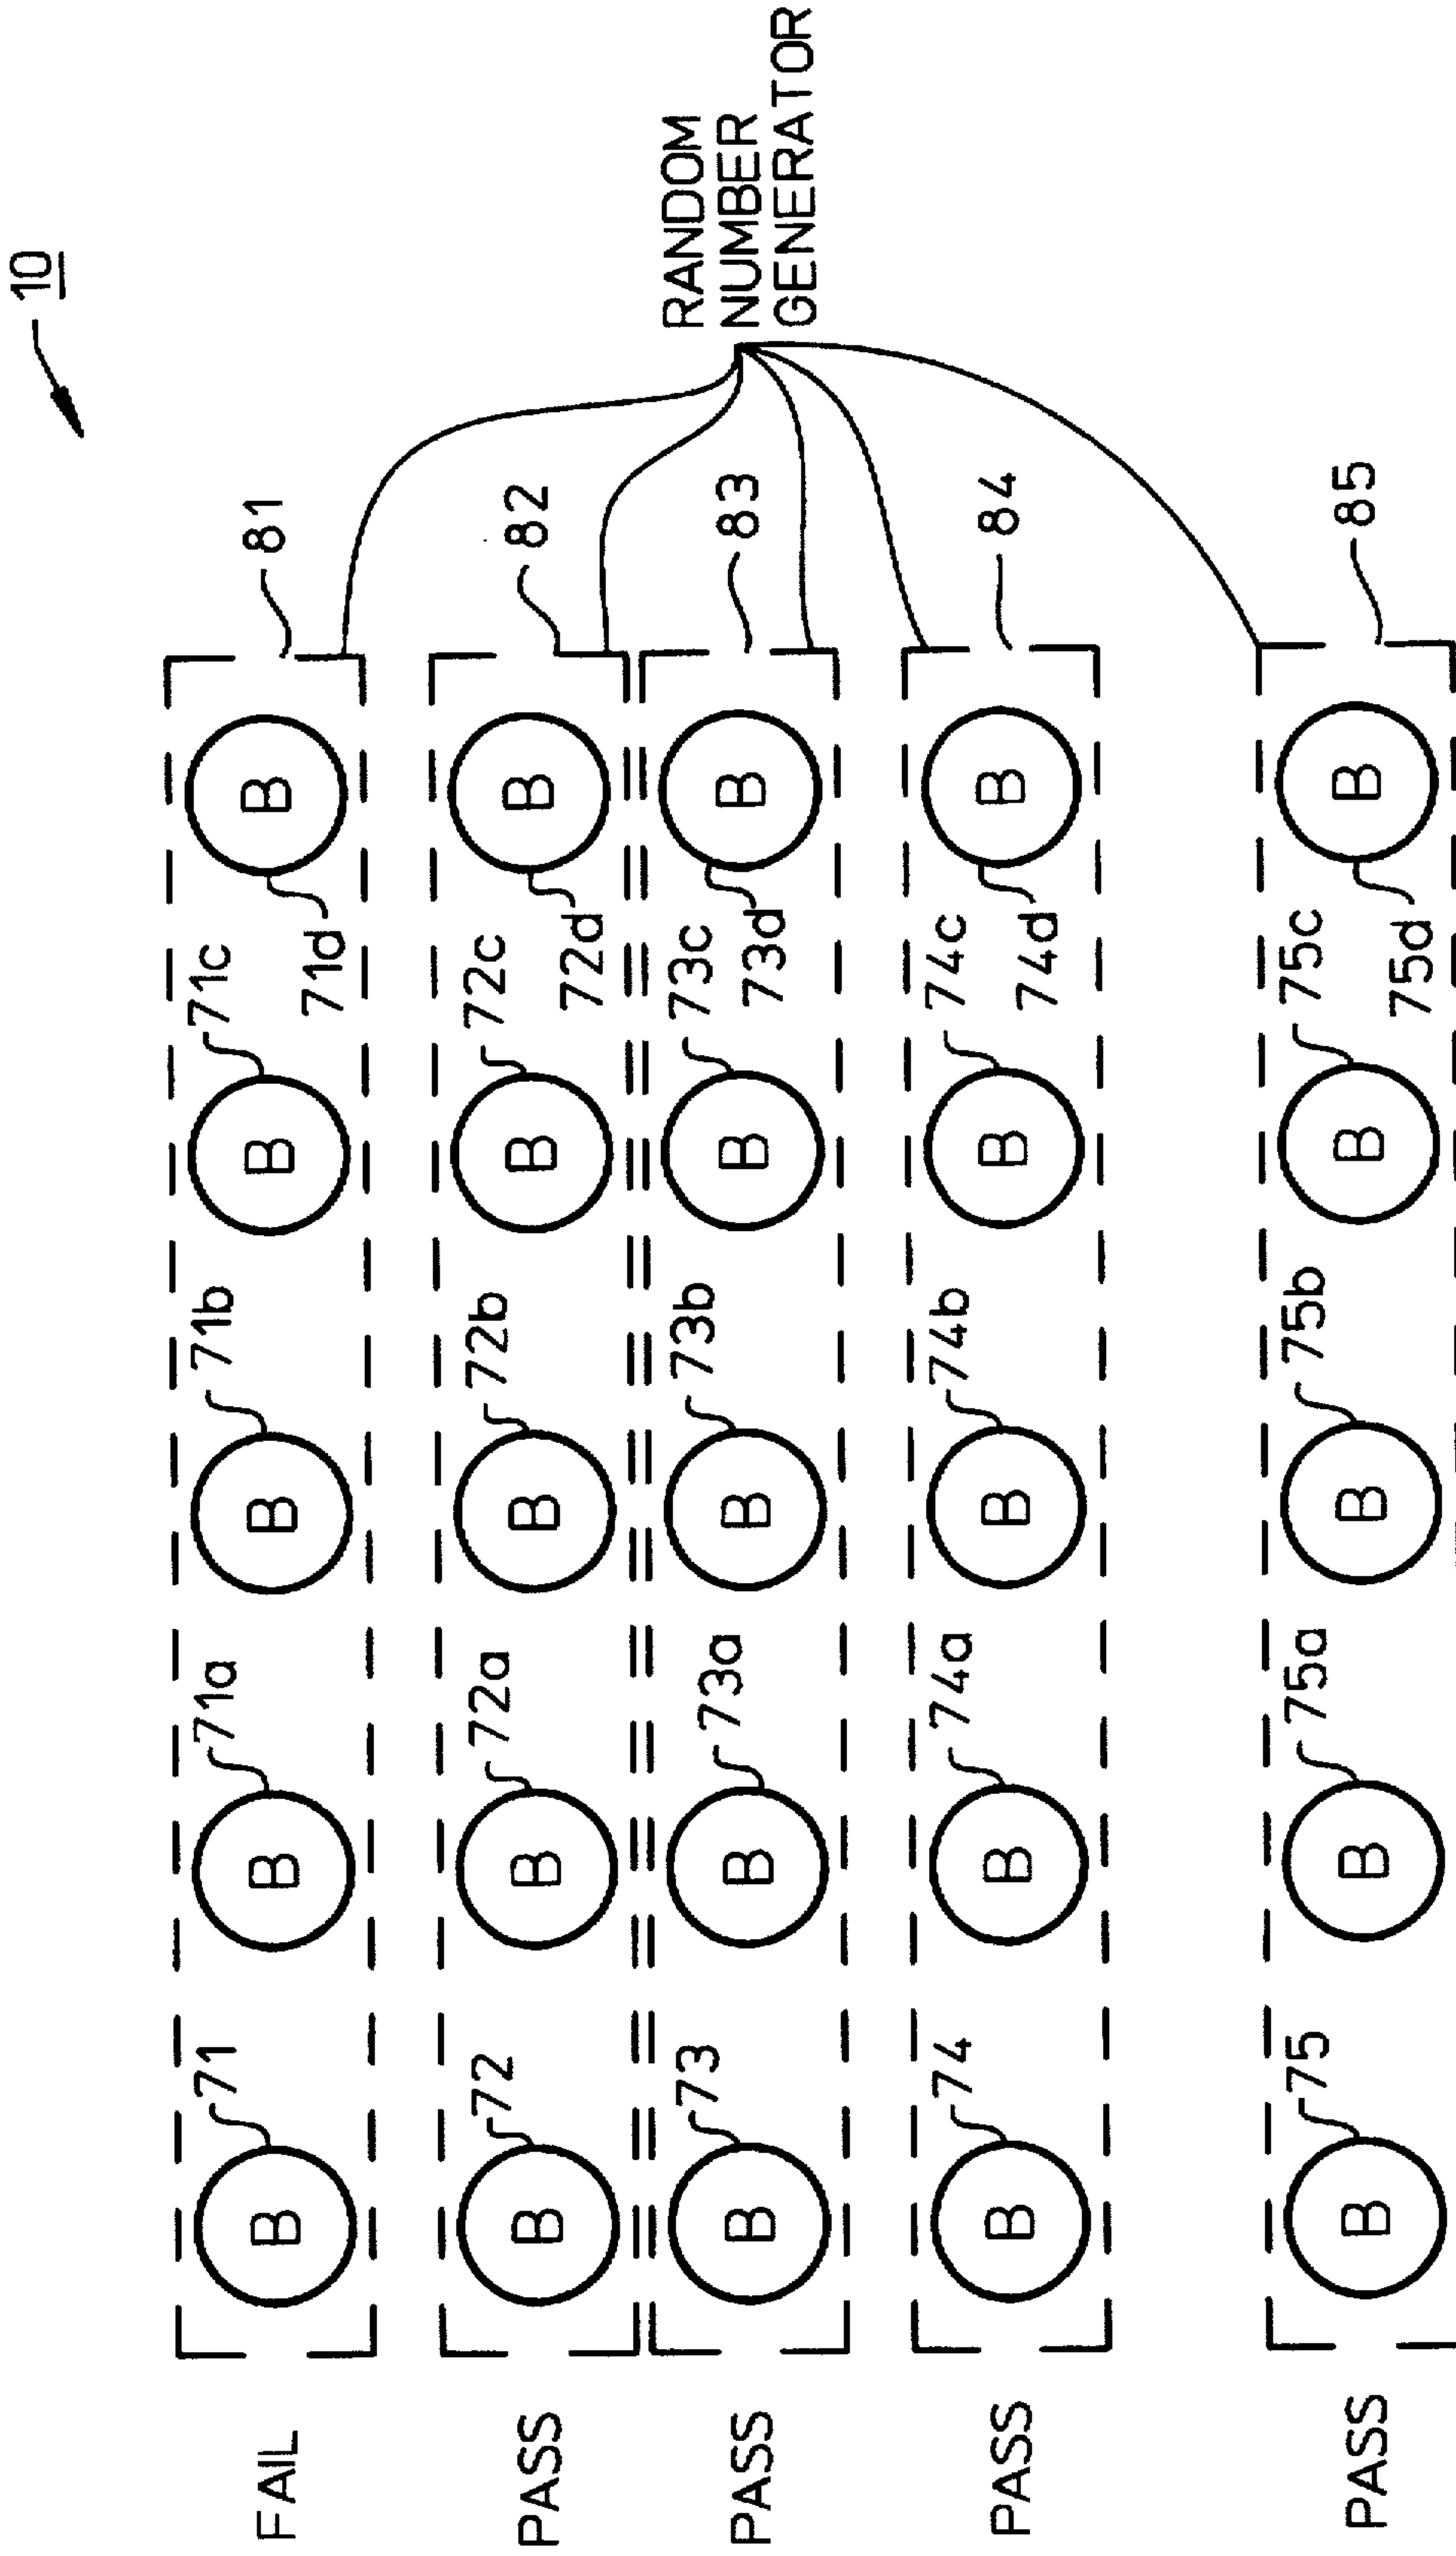 10
71 71a 71b 71c
FAIL B B B B B 81
71d
72 72a 72b 72c
PASS B B B B B 82
72d
73 73a 73b 73c
RANDOM
NUMBER
GENERATOR
PASS B B B B B 83
73d
74 74a 74b 74c
PASS B B B B B 84
74d
75 75a 75b 75c
PASS B B B B B 85
75d